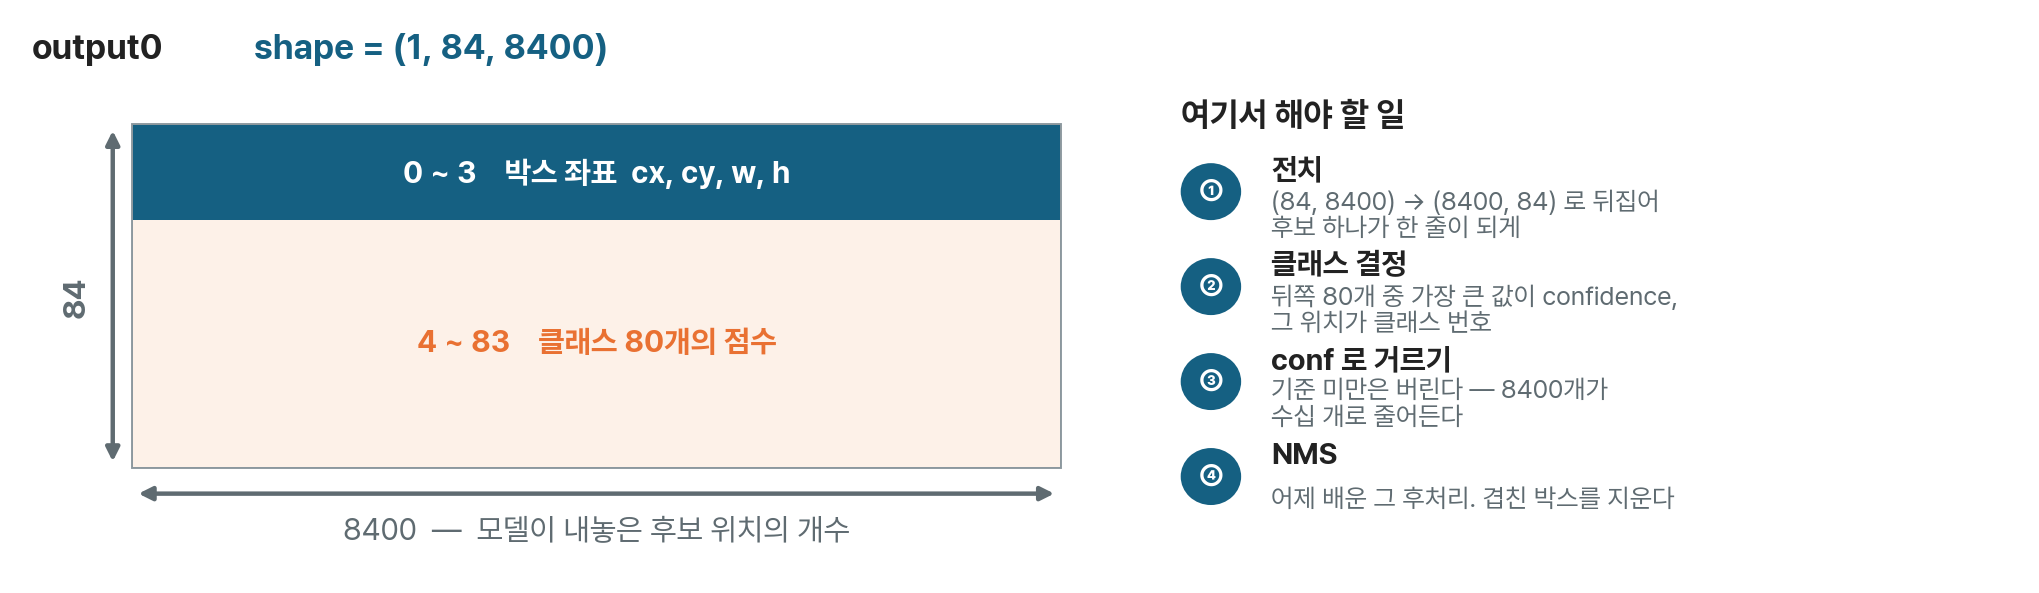 output0 shape = (1, 84, 8400)
0 ~ 3 박스 좌표 cx, cy, w, h
84
4 ~ 83 클래스 80개의 점수
8400 — 모델이 내놓은 후보 위치의 개수
여기서 해야 할 일
① 전치
(84, 8400) → (8400, 84) 로 뒤집어
후보 하나가 한 줄이 되게
② 클래스 결정
뒤쪽 80개 중 가장 큰 값이 confidence,
그 위치가 클래스 번호
③ conf 로 거르기
기준 미만은 버린다 — 8400개가
수십 개로 줄어든다
④ NMS
어제 배운 그 후처리. 겹친 박스를 지운다